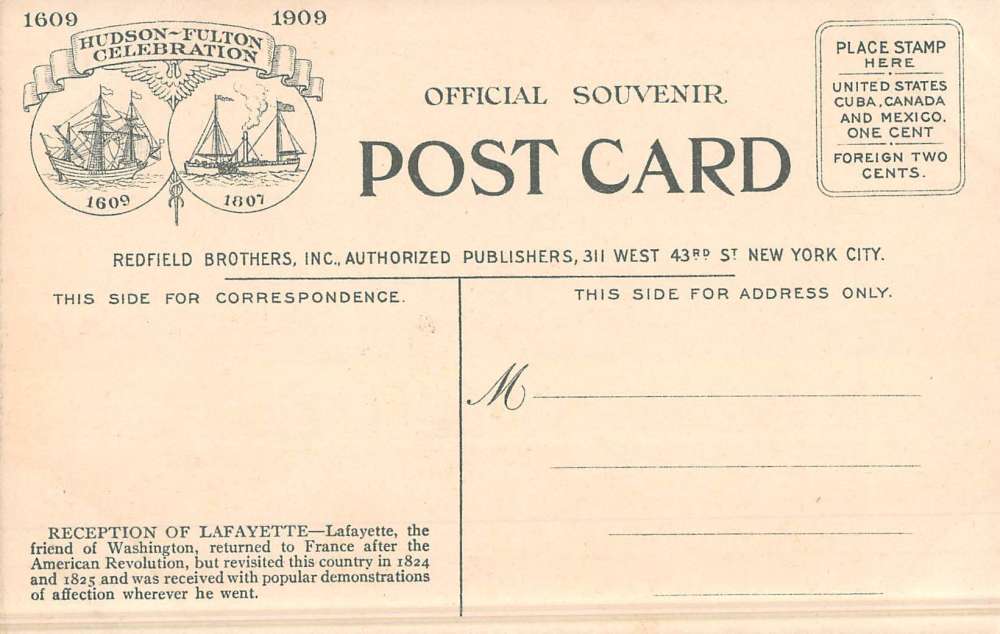 1609 1909
HUDSON-FULTON
CELEBRATION
1609 1807
OFFICIAL SOUVENIR
POST CARD
PLACE STAMP
HERE
UNITED STATES
CUBA, CANADA
AND MEXICO.
ONE CENT
FOREIGN TWO
CENTS.
REDFIELD BROTHERS, INC., AUTHORIZED PUBLISHERS, 311 WEST 43RD ST NEW YORK CITY.
THIS SIDE FOR CORRESPONDENCE.
RECEPTION OF LAFAYETTE—Lafayette, the
friend of Washington, returned to France after the
American Revolution, but revisited this country in 1824
and 1825 and was received with popular demonstrations
of affection wherever he went.
THIS SIDE FOR ADDRESS ONLY.
M